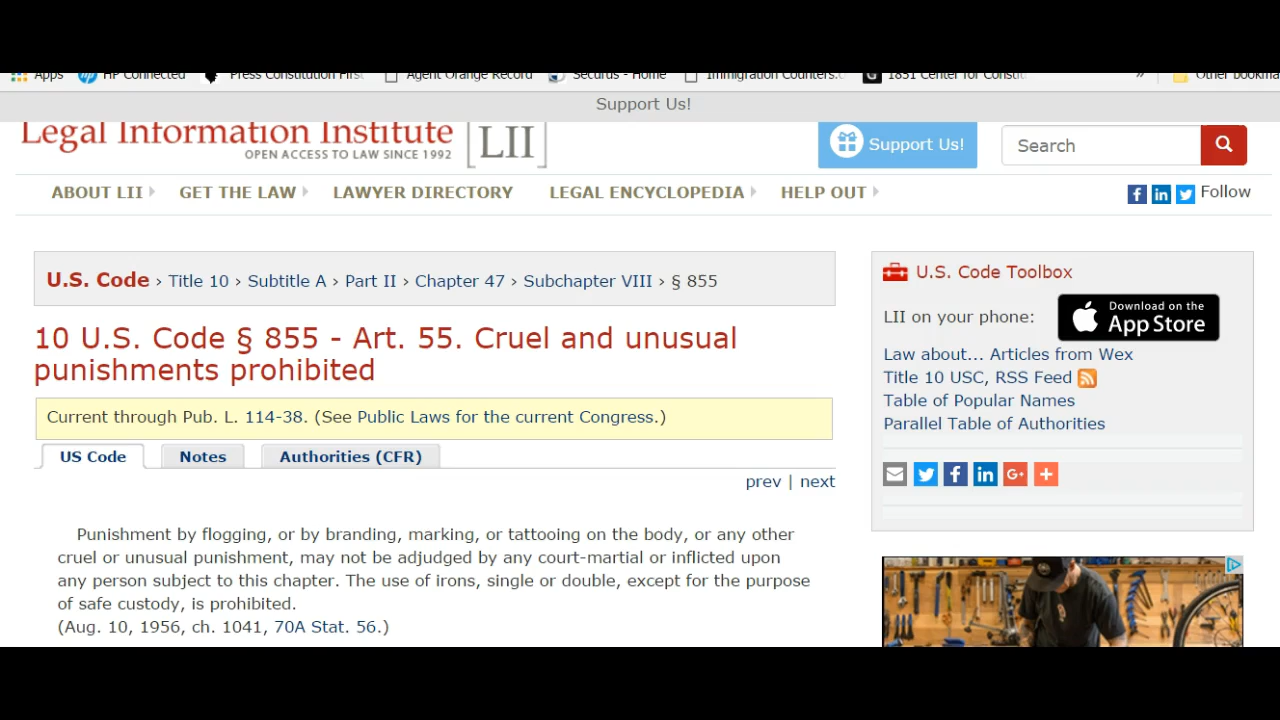 Apps HP Connected Press Constitution First Agent Orange Record Securus - Home Immigration Counters.c 1851 Center for Constitu » Other bookma
Support Us!
Legal Information Institute [LII]
OPEN ACCESS TO LAW SINCE 1992
Support Us!
Search
ABOUT LII GET THE LAW LAWYER DIRECTORY LEGAL ENCYCLOPEDIA HELP OUT
Follow
U.S. Code › Title 10 › Subtitle A › Part II › Chapter 47 › Subchapter VIII › § 855
10 U.S. Code § 855 - Art. 55. Cruel and unusual
punishments prohibited
Current through Pub. L. 114-38. (See Public Laws for the current Congress.)
US Code Notes Authorities (CFR)
prev | next
Punishment by flogging, or by branding, marking, or tattooing on the body, or any other
cruel or unusual punishment, may not be adjudged by any court-martial or inflicted upon
any person subject to this chapter. The use of irons, single or double, except for the purpose
of safe custody, is prohibited.
(Aug. 10, 1956, ch. 1041, 70A Stat. 56.)
U.S. Code Toolbox
LII on your phone:
Download on the
App Store
Law about... Articles from Wex
Title 10 USC, RSS Feed
Table of Popular Names
Parallel Table of Authorities